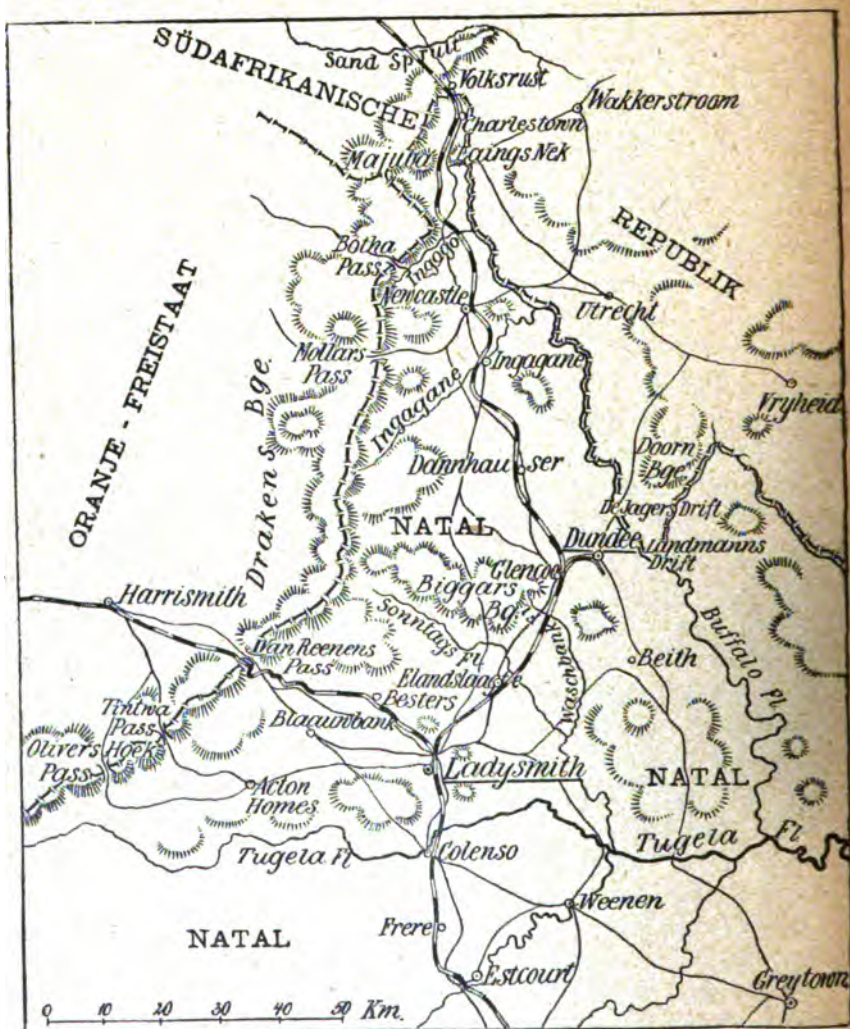 SÜDAFRIKANISCHE
Sand Spruit
Volksrust
Wakkerstroom
Charlestown
Majuba
Laings Nek
REPUBLIK
Botha
Pass
Ingogo
Newcastle
Utrecht
ORANJE - FREISTAAT
Drakens Bge.
Mollars
Pass
Ingagane
Ingagane
Vryheid
Doorn
Bge
Dannhauser
De Jagers Drift
NATAL
Dundee
Landmanns
Drift
Glencoe
Biggars
Bge
Harrismith
Sonntags Fl.
Waschbank
Buffalo Fl.
Van Reenens
Pass
Elandslaagte
Beith
Besters
Tintwa
Pass
Blaauwbank
Olivers Hoek
Pass
Ladysmith
NATAL
Acton
Homes
Tugela Fl
Tugela Fl
Colenso
Weenen
NATAL
Frere
Estcourt
Greytown
0 10 20 30 40 50 Km.